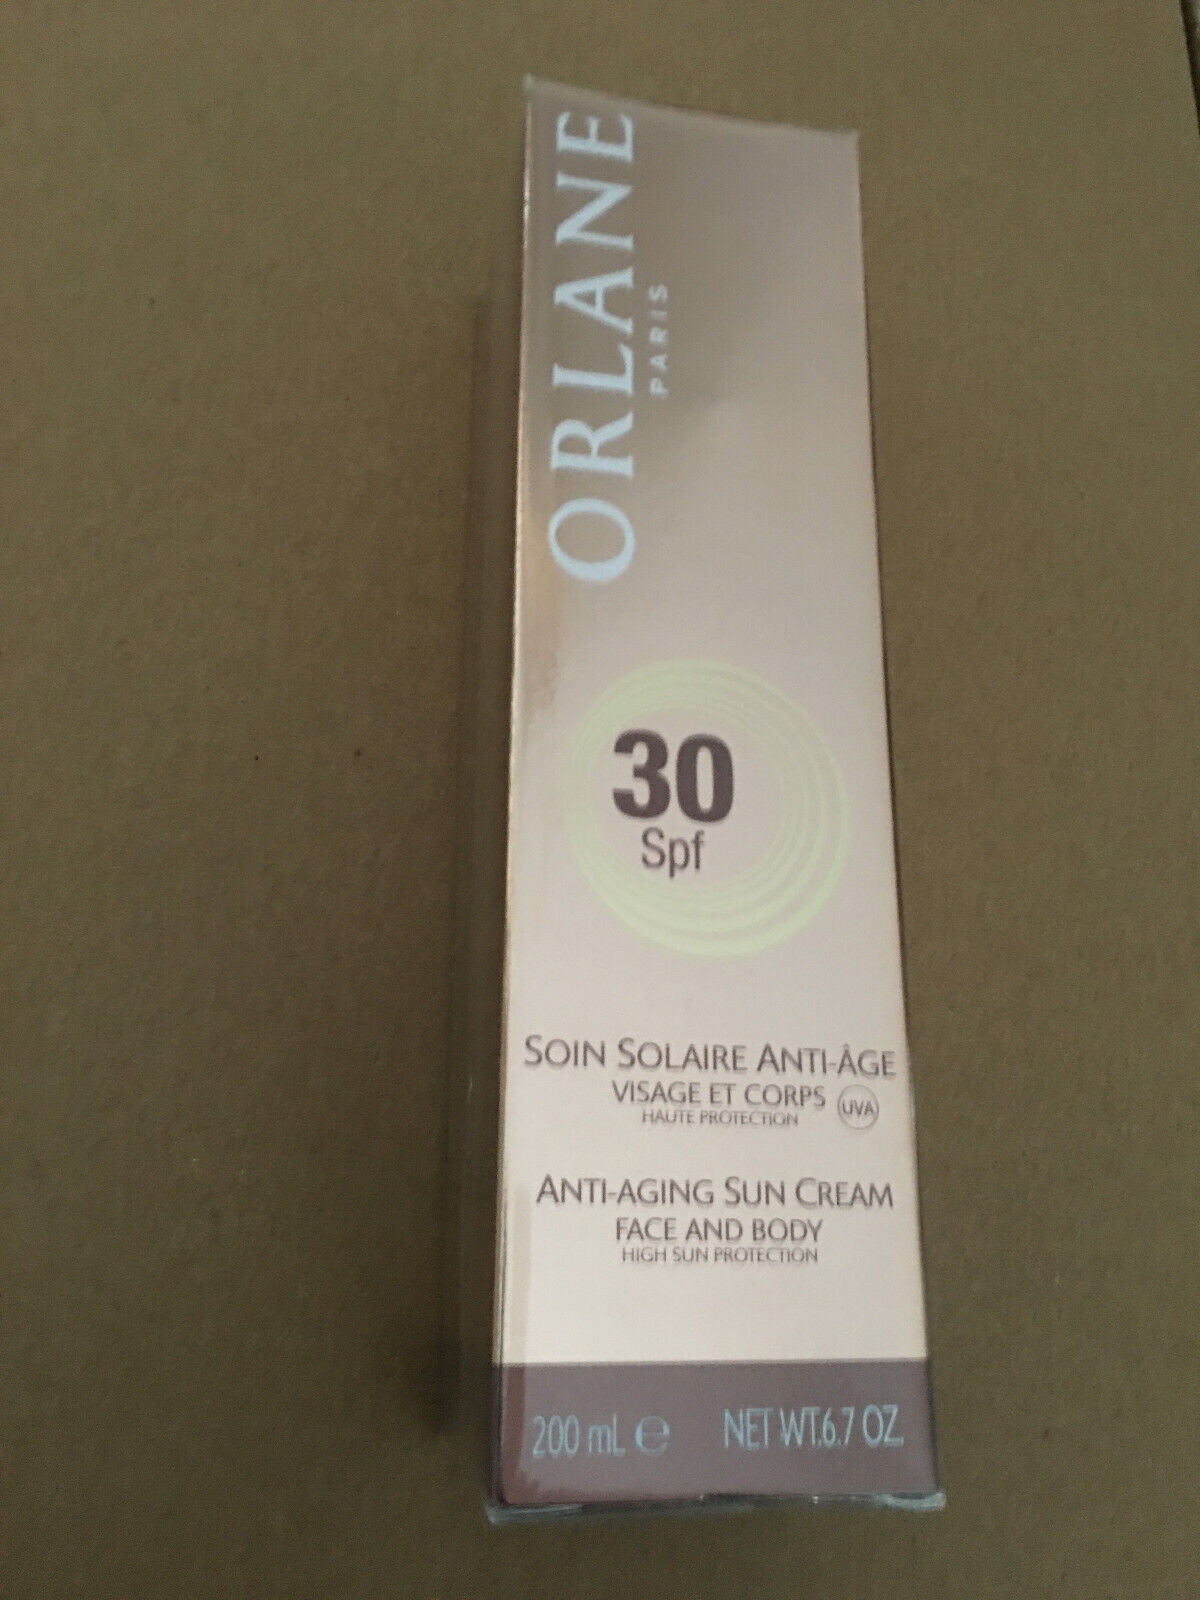 ORLANE
PARIS
30
Spf
SOIN SOLAIRE ANTI-ÂGE
VISAGE ET CORPS
HAUTE PROTECTION
UVA
ANTI-AGING SUN CREAM
FACE AND BODY
HIGH SUN PROTECTION
200 mL ℮ NET WT.6.7 OZ.